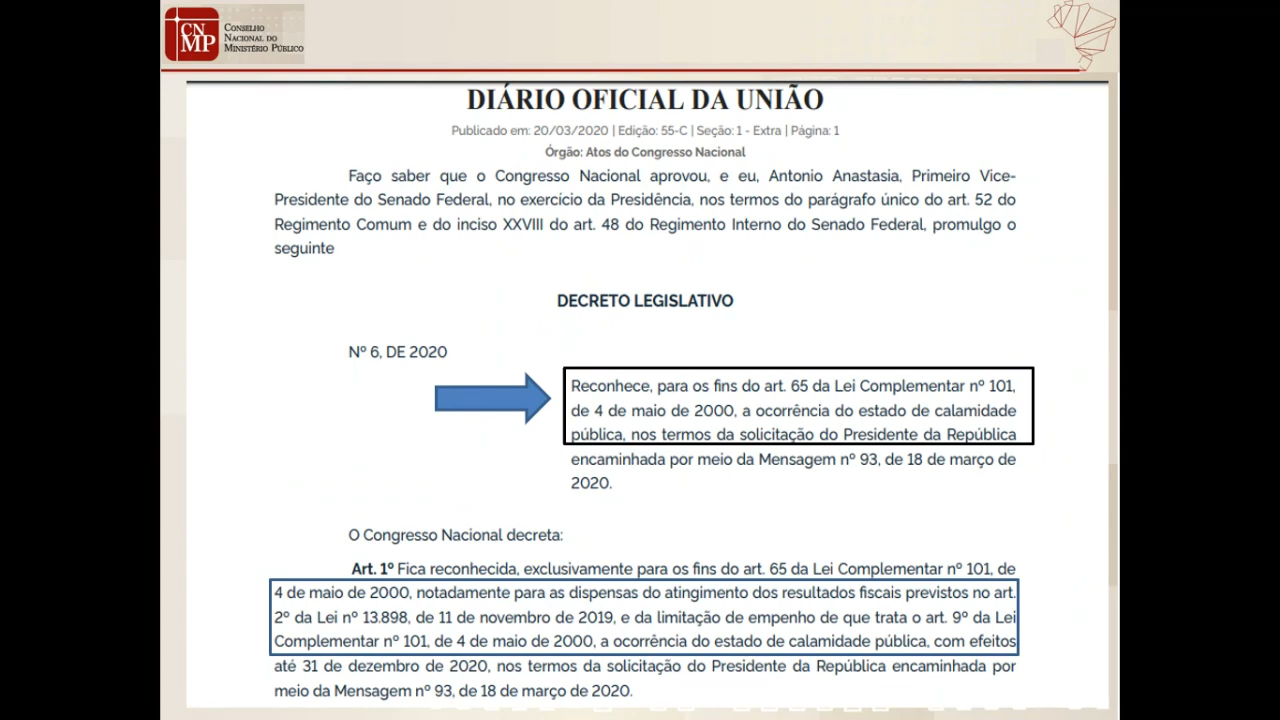 CN
MP
Conselho
Nacional do
Ministério Público
DIÁRIO OFICIAL DA UNIÃO
Publicado em: 20/03/2020 | Edição: 55-C | Seção: 1 - Extra | Página: 1
Órgão: Atos do Congresso Nacional
Faço saber que o Congresso Nacional aprovou, e eu, Antonio Anastasia, Primeiro Vice-
Presidente do Senado Federal, no exercício da Presidência, nos termos do parágrafo único do art. 52 do
Regimento Comum e do inciso XXVIII do art. 48 do Regimento Interno do Senado Federal, promulgo o
seguinte
DECRETO LEGISLATIVO
Nº 6, DE 2020
Reconhece, para os fins do art. 65 da Lei Complementar nº 101,
de 4 de maio de 2000, a ocorrência do estado de calamidade
pública, nos termos da solicitação do Presidente da República
encaminhada por meio da Mensagem nº 93, de 18 de março de
2020.
O Congresso Nacional decreta:
Art. 1º Fica reconhecida, exclusivamente para os fins do art. 65 da Lei Complementar nº 101, de
4 de maio de 2000, notadamente para as dispensas do atingimento dos resultados fiscais previstos no art.
2º da Lei nº 13.898, de 11 de novembro de 2019, e da limitação de empenho de que trata o art. 9º da Lei
Complementar nº 101, de 4 de maio de 2000, a ocorrência do estado de calamidade pública, com efeitos
até 31 de dezembro de 2020, nos termos da solicitação do Presidente da República encaminhada por
meio da Mensagem nº 93, de 18 de março de 2020.